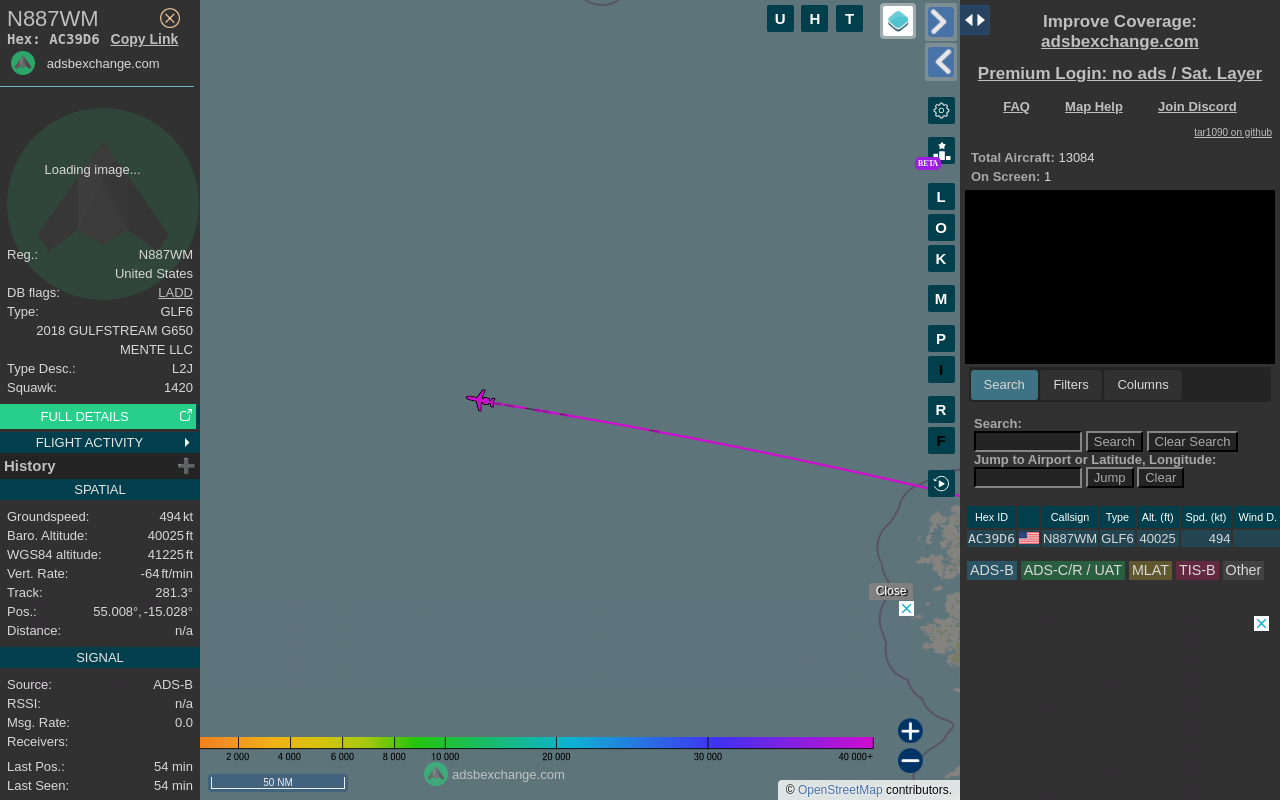 N887WM
Hex: AC39D6 Copy Link
adsbexchange.com
Loading image...
Reg.: N887WM
United States
DB flags: LADD
Type: GLF6
2018 GULFSTREAM G650
MENTE LLC
Type Desc.: L2J
Squawk: 1420
FULL DETAILS
FLIGHT ACTIVITY
History
SPATIAL
Groundspeed: 494 kt
Baro. Altitude: 40025 ft
WGS84 altitude: 41225 ft
Vert. Rate: -64 ft/min
Track: 281.3°
Pos.: 55.008°, -15.028°
Distance: n/a
SIGNAL
Source: ADS-B
RSSI: n/a
Msg. Rate: 0.0
Receivers:
Last Pos.: 54 min
Last Seen: 54 min
U H T
BETA
L
O
K
M
P
I
R
F
Close
2 000 4 000 6 000 8 000 10 000 20 000 30 000 40 000+
50 NM
adsbexchange.com
© OpenStreetMap contributors.
Improve Coverage:
adsbexchange.com
Premium Login: no ads / Sat. Layer
FAQ Map Help Join Discord
tar1090 on github
Total Aircraft: 13084
On Screen: 1
Search Filters Columns
Search:
Search Clear Search
Jump to Airport or Latitude, Longitude:
Jump Clear
Hex ID Callsign Type Alt. (ft) Spd. (kt) Wind D.
AC39D6 N887WM GLF6 40025 494
ADS-B ADS-C/R / UAT MLAT TIS-B Other